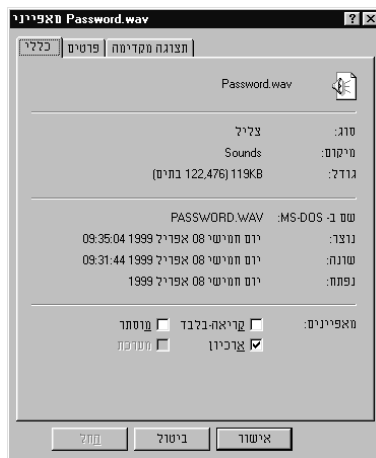 מאפייני Password.wav
כללי פרטים תצוגה מקדימה
Password.wav
סוג: צליל
מיקום: Sounds
גודל: 119KB (122,476 בתים)
שם ב- MS-DOS: PASSWORD.WAV
נוצר: יום חמישי 08 אפריל 1999 09:35:04
שונה: יום חמישי 08 אפריל 1999 09:31:44
נפתח: יום חמישי 08 אפריל 1999
מאפיינים: קריאה-בלבד מוסתר
ארכיון מערכת
אישור ביטול החל